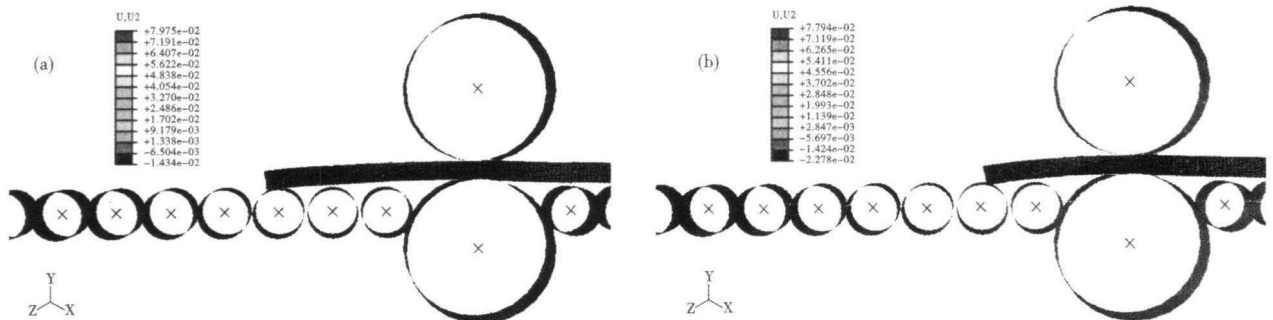 U,U2
+7.975e-02
+7.191e-02
+6.407e-02
+5.622e-02
+4.838e-02
+4.054e-02
+3.270e-02
+2.486e-02
+1.702e-02
+9.179e-03
+1.338e-03
-6.504e-03
-1.434e-02
(a)
Y
Z X
U,U2
+7.794e-02
+7.119e-02
+6.265e-02
+5.411e-02
+4.556e-02
+3.702e-02
+2.848e-02
+1.993e-02
+1.139e-02
+2.847e-03
-5.697e-03
-1.424e-02
-2.278e-02
(b)
Y
Z X